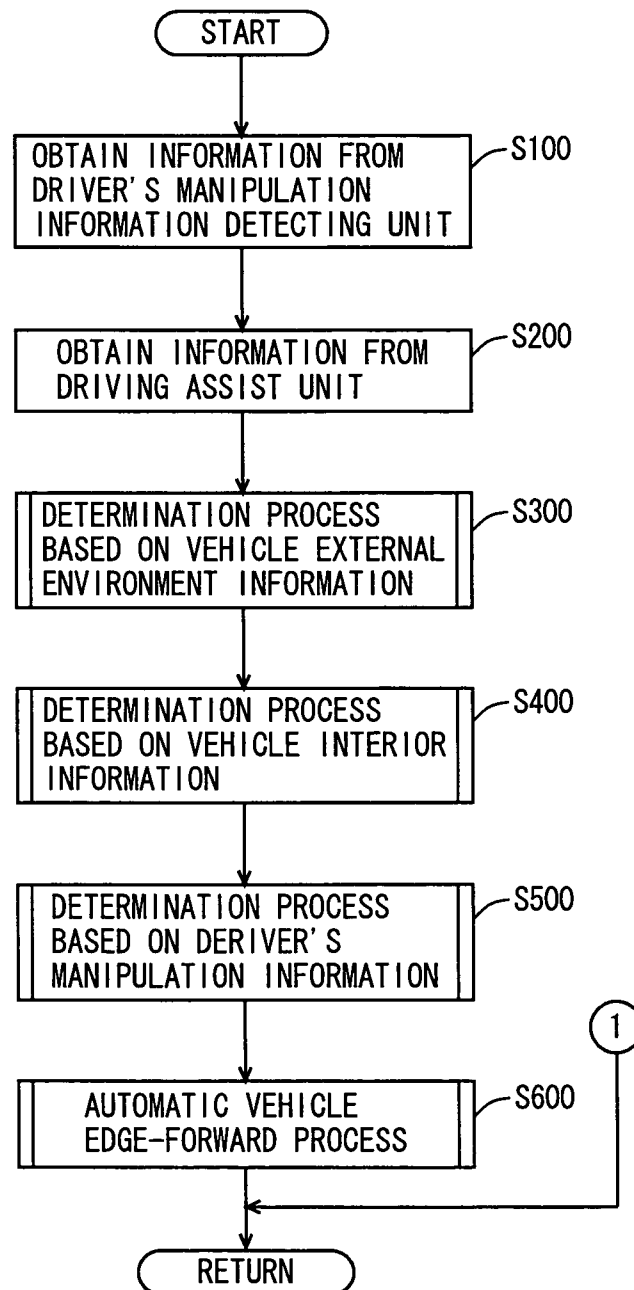 START
OBTAIN INFORMATION FROM
DRIVER'S MANIPULATION
INFORMATION DETECTING UNIT
S100
OBTAIN INFORMATION FROM
DRIVING ASSIST UNIT
S200
DETERMINATION PROCESS
BASED ON VEHICLE EXTERNAL
ENVIRONMENT INFORMATION
S300
DETERMINATION PROCESS
BASED ON VEHICLE INTERIOR
INFORMATION
S400
DETERMINATION PROCESS
BASED ON DERIVER'S
MANIPULATION INFORMATION
S500
1
AUTOMATIC VEHICLE
EDGE-FORWARD PROCESS
S600
RETURN